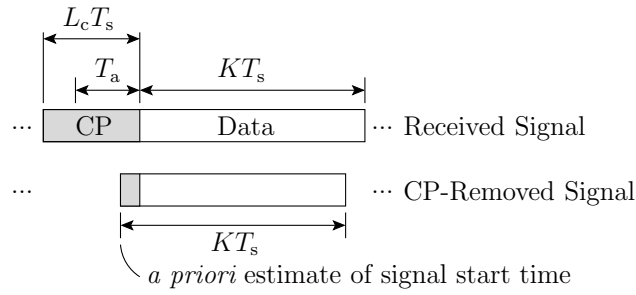 L_cT_s
T_a KT_s
... CP Data ... Received Signal
... ... CP-Removed Signal
KT_s
a priori estimate of signal start time